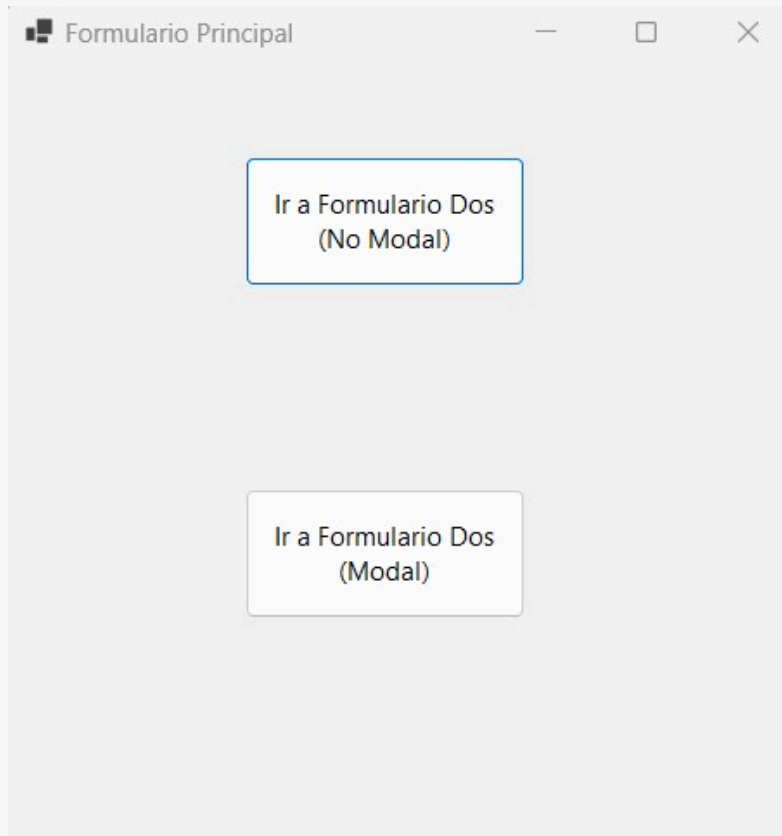 Formulario Principal
Ir a Formulario Dos
(No Modal)
Ir a Formulario Dos
(Modal)